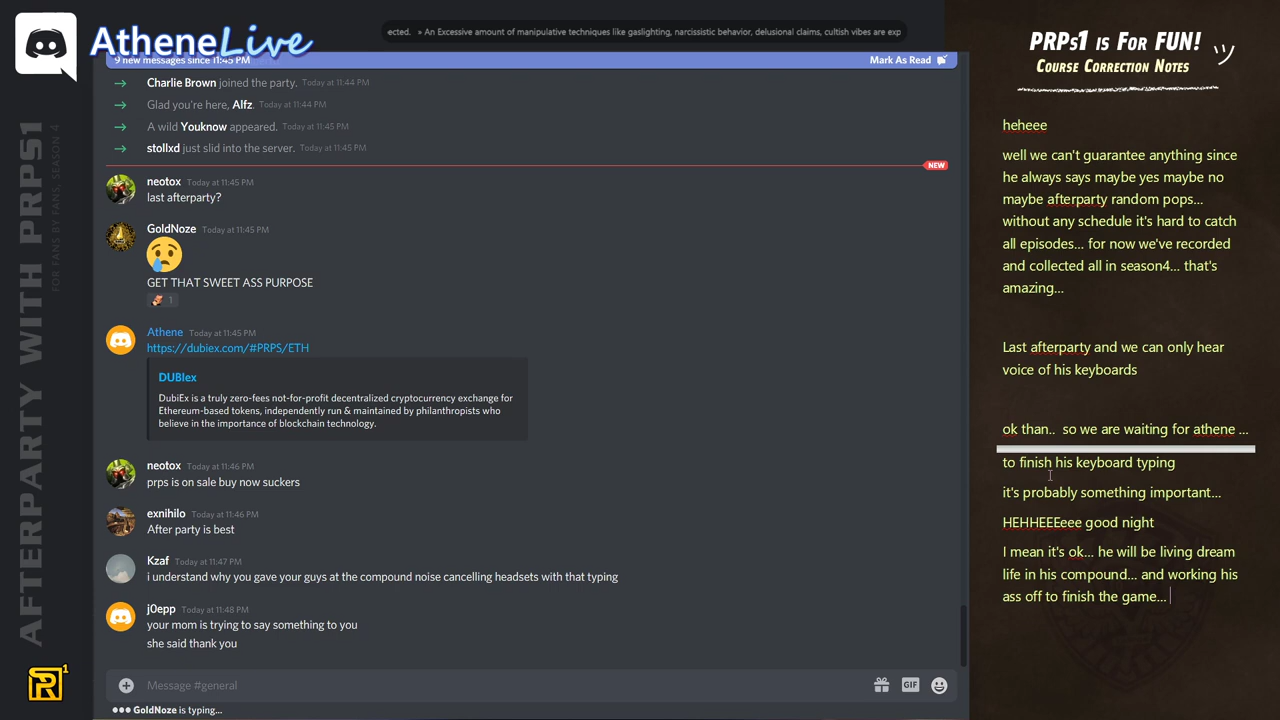 AtheneLive
ected. » An Excessive amount of manipulative techniques like gaslighting, narcissistic behavior, delusional claims, cultish vibes are exp
9 new messages since 11:45 PM
Mark As Read
Charlie Brown joined the party. Today at 11:44 PM
Glad you're here, Alfz. Today at 11:44 PM
A wild Youknow appeared. Today at 11:45 PM
stollxd just slid into the server. Today at 11:45 PM
NEW
neotox Today at 11:45 PM
last afterparty?
GoldNoze Today at 11:45 PM
GET THAT SWEET ASS PURPOSE
1
Athene Today at 11:45 PM
https://dubiex.com/#PRPS/ETH
DUBIex
DubiEx is a truly zero-fees not-for-profit decentralized cryptocurrency exchange for
Ethereum-based tokens, independently run & maintained by philanthropists who
believe in the importance of blockchain technology.
neotox Today at 11:46 PM
prps is on sale buy now suckers
exnihilo Today at 11:46 PM
After party is best
Kzaf Today at 11:47 PM
i understand why you gave your guys at the compound noise cancelling headsets with that typing
j0epp Today at 11:48 PM
your mom is trying to say something to you
she said thank you
Message #general
GIF
GoldNoze is typing...
AFTERPARTY WITH PRPS1
FOR FANS BY FANS, SEASON 4
R1
PRPS1 IS FOR FUN!
COURSE CORRECTION NOTES
ツ
heheee
well we can't guarantee anything since
he always says maybe yes maybe no
maybe afterparty random pops...
without any schedule it's hard to catch
all episodes... for now we've recorded
and collected all in season4... that's
amazing...
Last afterparty and we can only hear
voice of his keyboards
ok than.. so we are waiting for athene ...
to finish his keyboard typing
it's probably something important...
HEHHEEEeee good night
I mean it's ok... he will be living dream
life in his compound... and working his
ass off to finish the game...